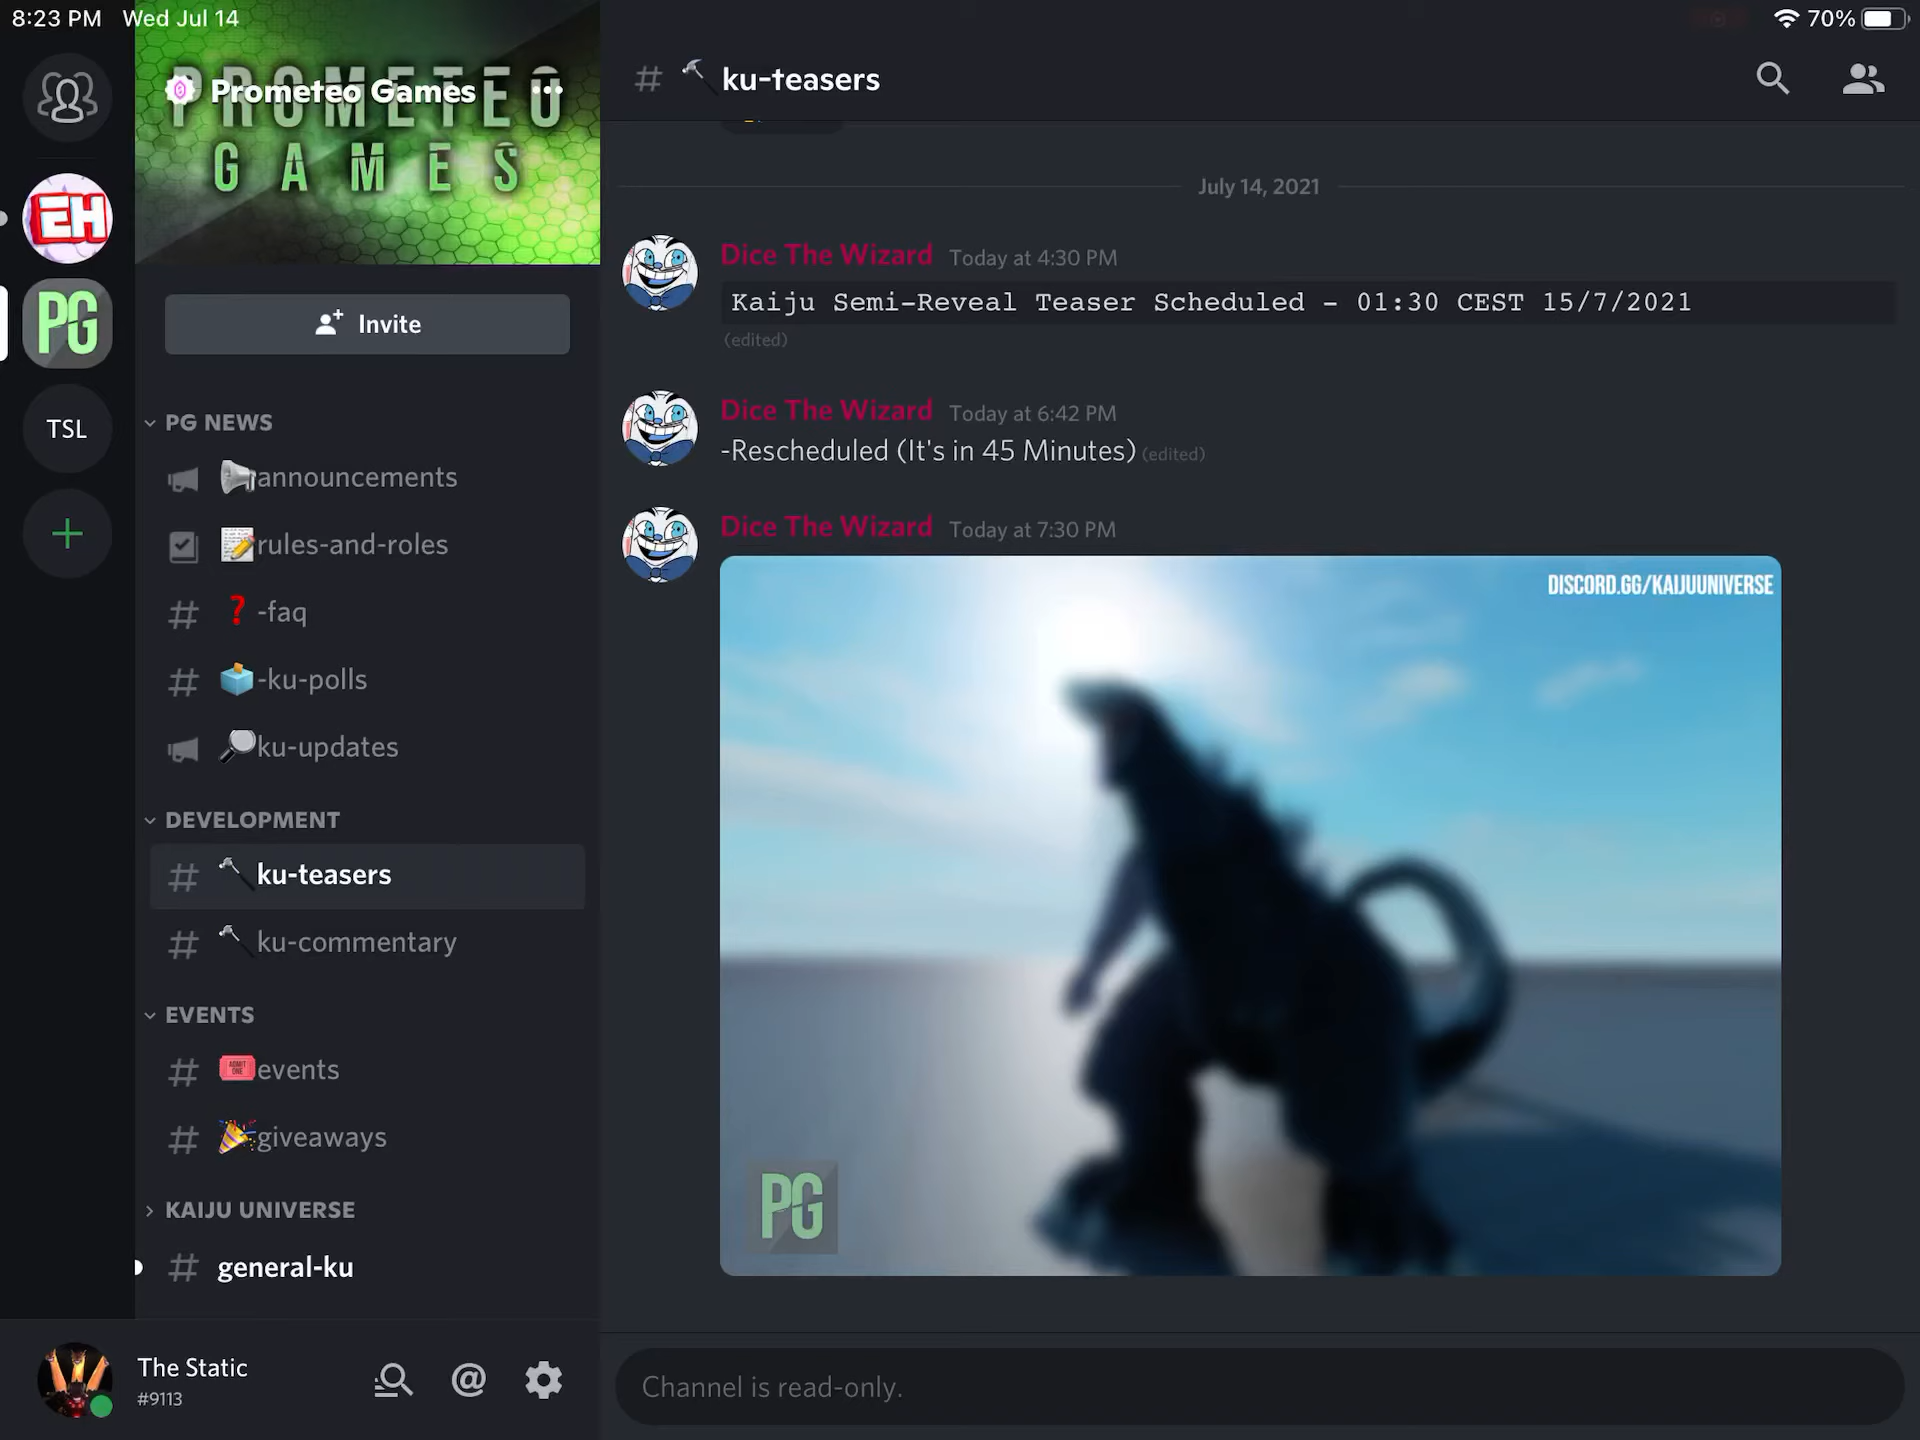 8:23 PM Wed Jul 14
70%
PROMETEO
GAMES
Prometeo Games
EH
PG
TSL
Invite
PG NEWS
announcements
rules-and-roles
-faq
-ku-polls
ku-updates
DEVELOPMENT
ku-teasers
ku-commentary
EVENTS
events
giveaways
KAIJU UNIVERSE
general-ku
The Static
#9113
ku-teasers
July 14, 2021
Dice The Wizard Today at 4:30 PM
Kaiju Semi-Reveal Teaser Scheduled - 01:30 CEST 15/7/2021
(edited)
Dice The Wizard Today at 6:42 PM
-Rescheduled (It's in 45 Minutes) (edited)
Dice The Wizard Today at 7:30 PM
DISCORD.GG/KAIJUUNIVERSE
PG
Channel is read-only.